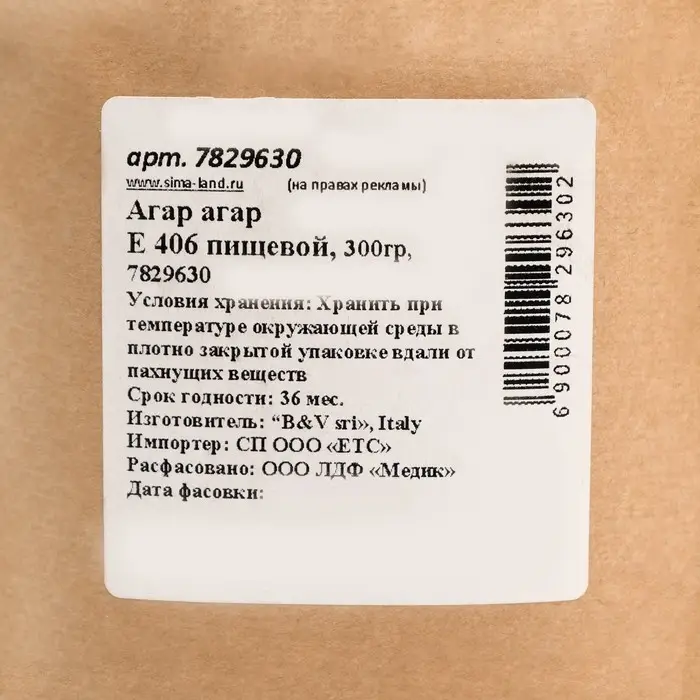 арт. 7829630
www.sima-land.ru (на правах рекламы)
Агар агар
Е 406 пищевой, 300гр,
7829630
Условия хранения: Хранить при
температуре окружающей среды в
плотно закрытой упаковке вдали от
пахнущих веществ
Срок годности: 36 мес.
Изготовитель: “B&V sri», Italy
Импортер: СП ООО «ЕТС»
Расфасовано: ООО ЛДФ «Медик»
Дата фасовки:
6 900078 296302